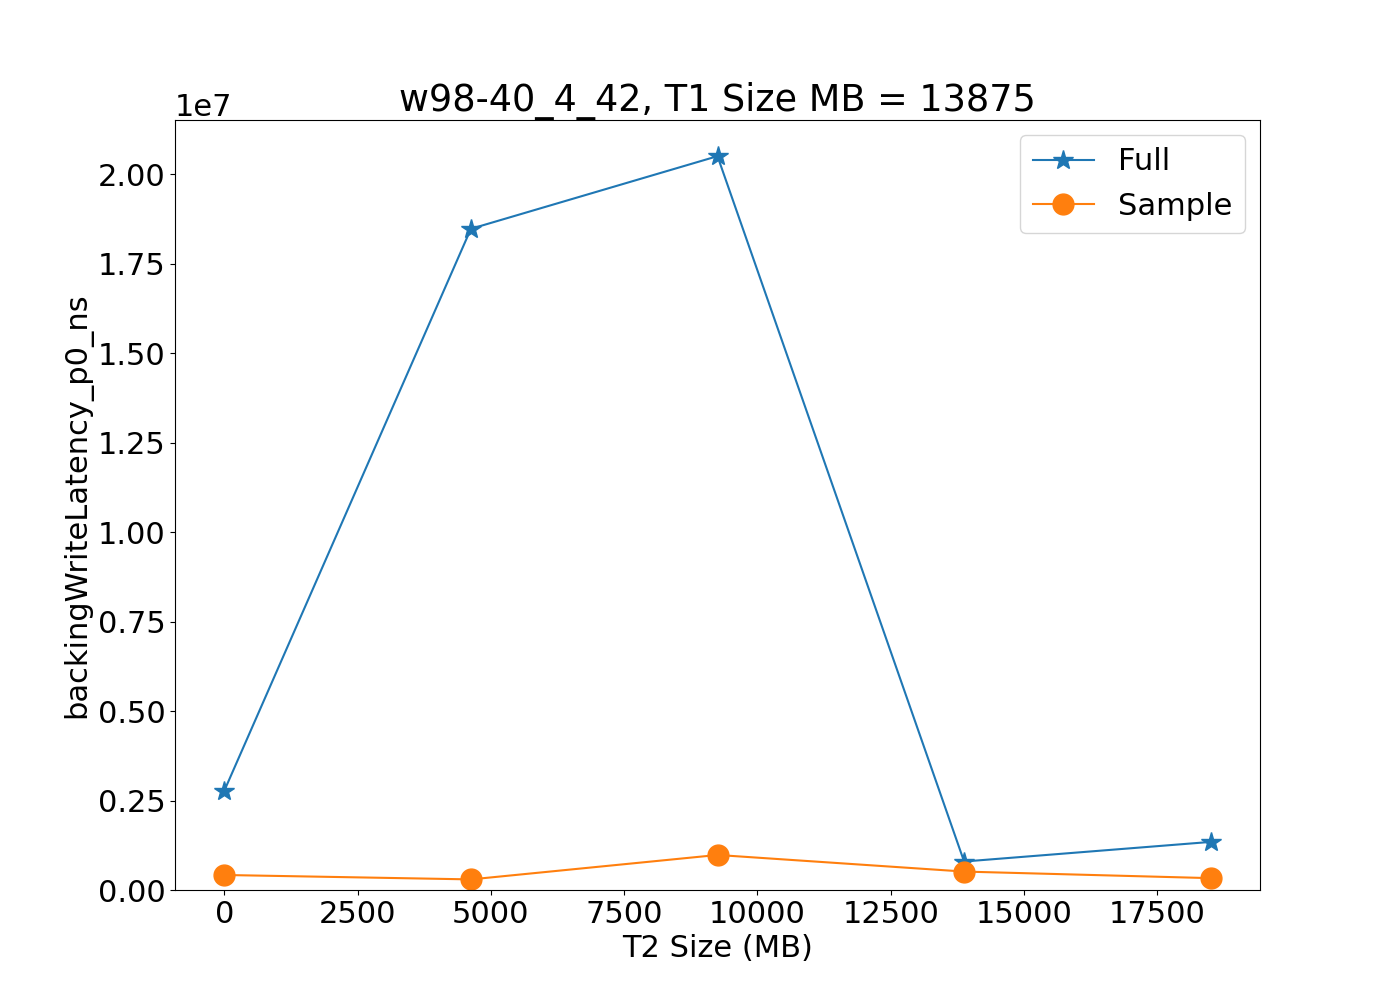 w98-40_4_42, T1 Size MB = 13875
1e7
Full
Sample
2.00
1.75
1.50
1.25
1.00
0.75
0.50
0.25
0.00
backingWriteLatency_p0_ns
0 2500 5000 7500 10000 12500 15000 17500
T2 Size (MB)